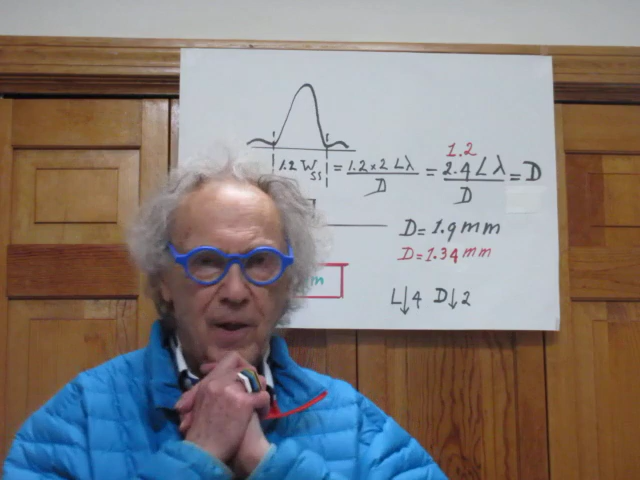 1.2
1.2 W_SS = 1.2 × 2 Lλ / D = 2.4 Lλ / D = D
D = 1.9 mm
D = 1.34 mm
m
L↓4 D↓2